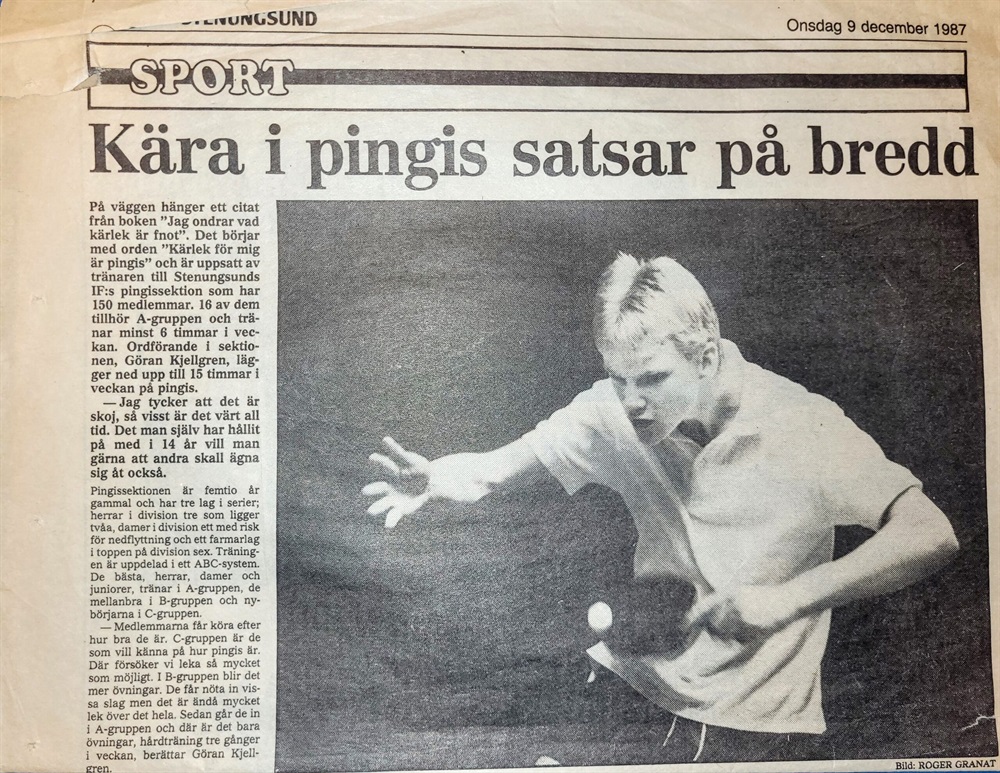 STENUNGSUND
Onsdag 9 december 1987
SPORT
Kära i pingis satsar på bredd
På väggen hänger ett citat
från boken "Jag ondrar vad
kärlek är fnot". Det börjar
med orden "Kärlek för mig
är pingis" och är uppsatt av
tränaren till Stenungsunds
IF:s pingissektion som har
150 medlemmar. 16 av dem
tillhör A-gruppen och trä-
nar minst 6 timmar i vec-
kan. Ordförande i sektio-
nen, Göran Kjellgren, läg-
ger ned upp till 15 timmar i
veckan på pingis.
— Jag tycker att det är
skoj, så visst är det värt all
tid. Det man själv har hållit
på med i 14 år vill man
gärna att andra skall ägna
sig åt också.
Pingissektionen är femtio år
gammal och har tre lag i serier;
herrar i division tre som ligger
tvåa, damer i division ett med risk
för nedflyttning och ett farmarlag
i toppen på division sex. Träning-
en är uppdelad i ett ABC-system.
De bästa, herrar, damer och
juniorer, tränar i A-gruppen, de
mellanbra i B-gruppen och ny-
börjarna i C-gruppen.
— Medlemmarna får köra efter
hur bra de är. C-gruppen är de
som vill känna på hur pingis är.
Där försöker vi leka så mycket
som möjligt. I B-gruppen blir det
mer övningar. De får nöta in vis-
sa slag men det är ändå mycket
lek över det hela. Sedan går de in
i A-gruppen och där är det bara
övningar, hårdträning tre gånger
i veckan, berättar Göran Kjell-
gren.
Bild: ROGER GRANAT